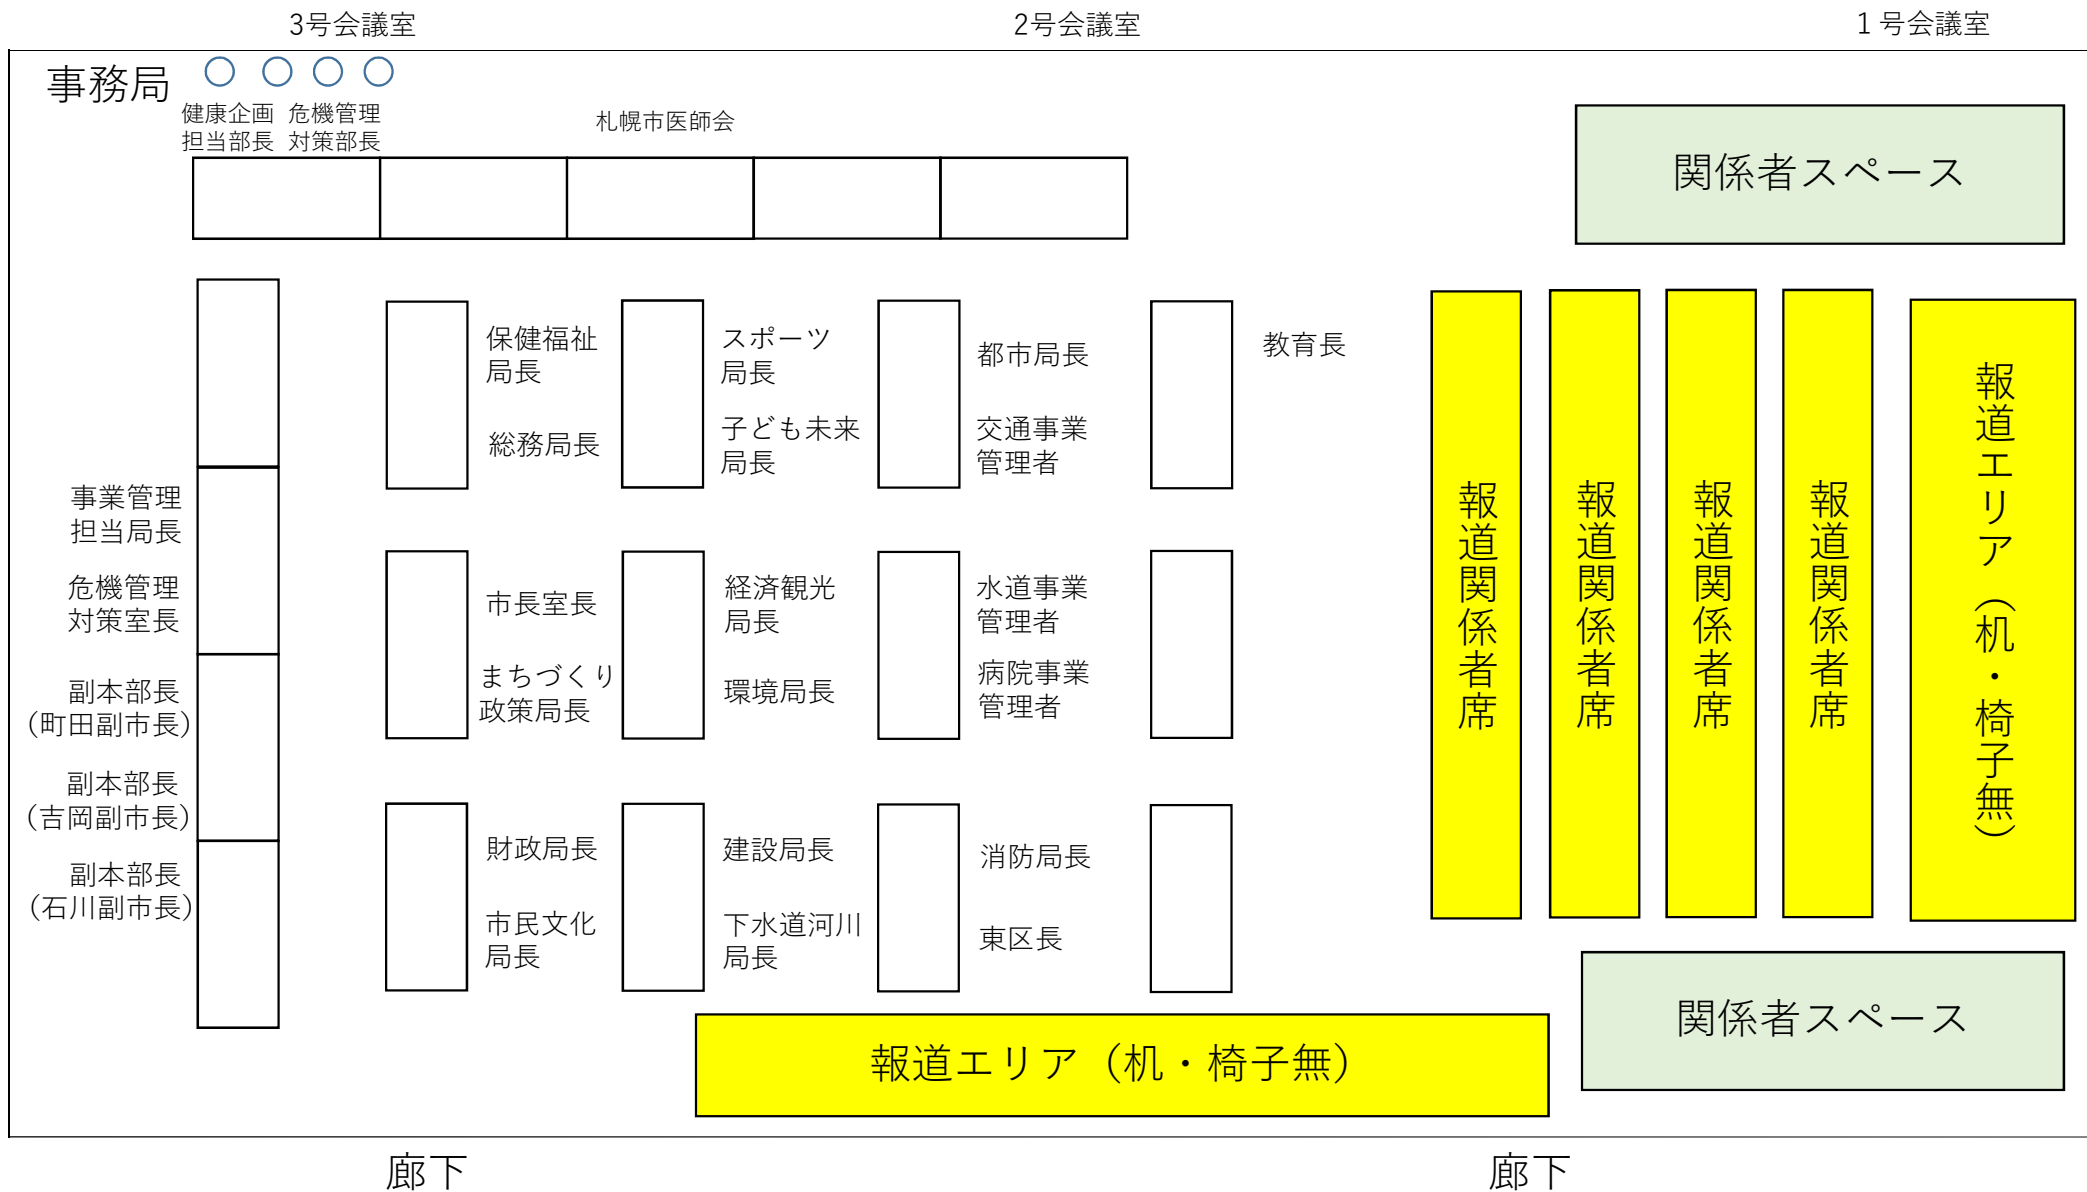 3号会議室
2号会議室
1号会議室
事務局
健康企画
担当部長
危機管理
対策部長
札幌市医師会
関係者スペース
事業管理
担当局長
危機管理
対策室長
副本部長
(町田副市長)
副本部長
(吉岡副市長)
副本部長
(石川副市長)
保健福祉
局長
総務局長
市長室長
まちづくり
政策局長
財政局長
市民文化
局長
スポーツ
局長
子ども未来
局長
経済観光
局長
環境局長
建設局長
下水道河川
局長
都市局長
交通事業
管理者
水道事業
管理者
病院事業
管理者
消防局長
東区長
教育長
報道関係者席
報道関係者席
報道関係者席
報道関係者席
報道エリア（机・椅子無）
関係者スペース
報道エリア（机・椅子無）
廊下
廊下